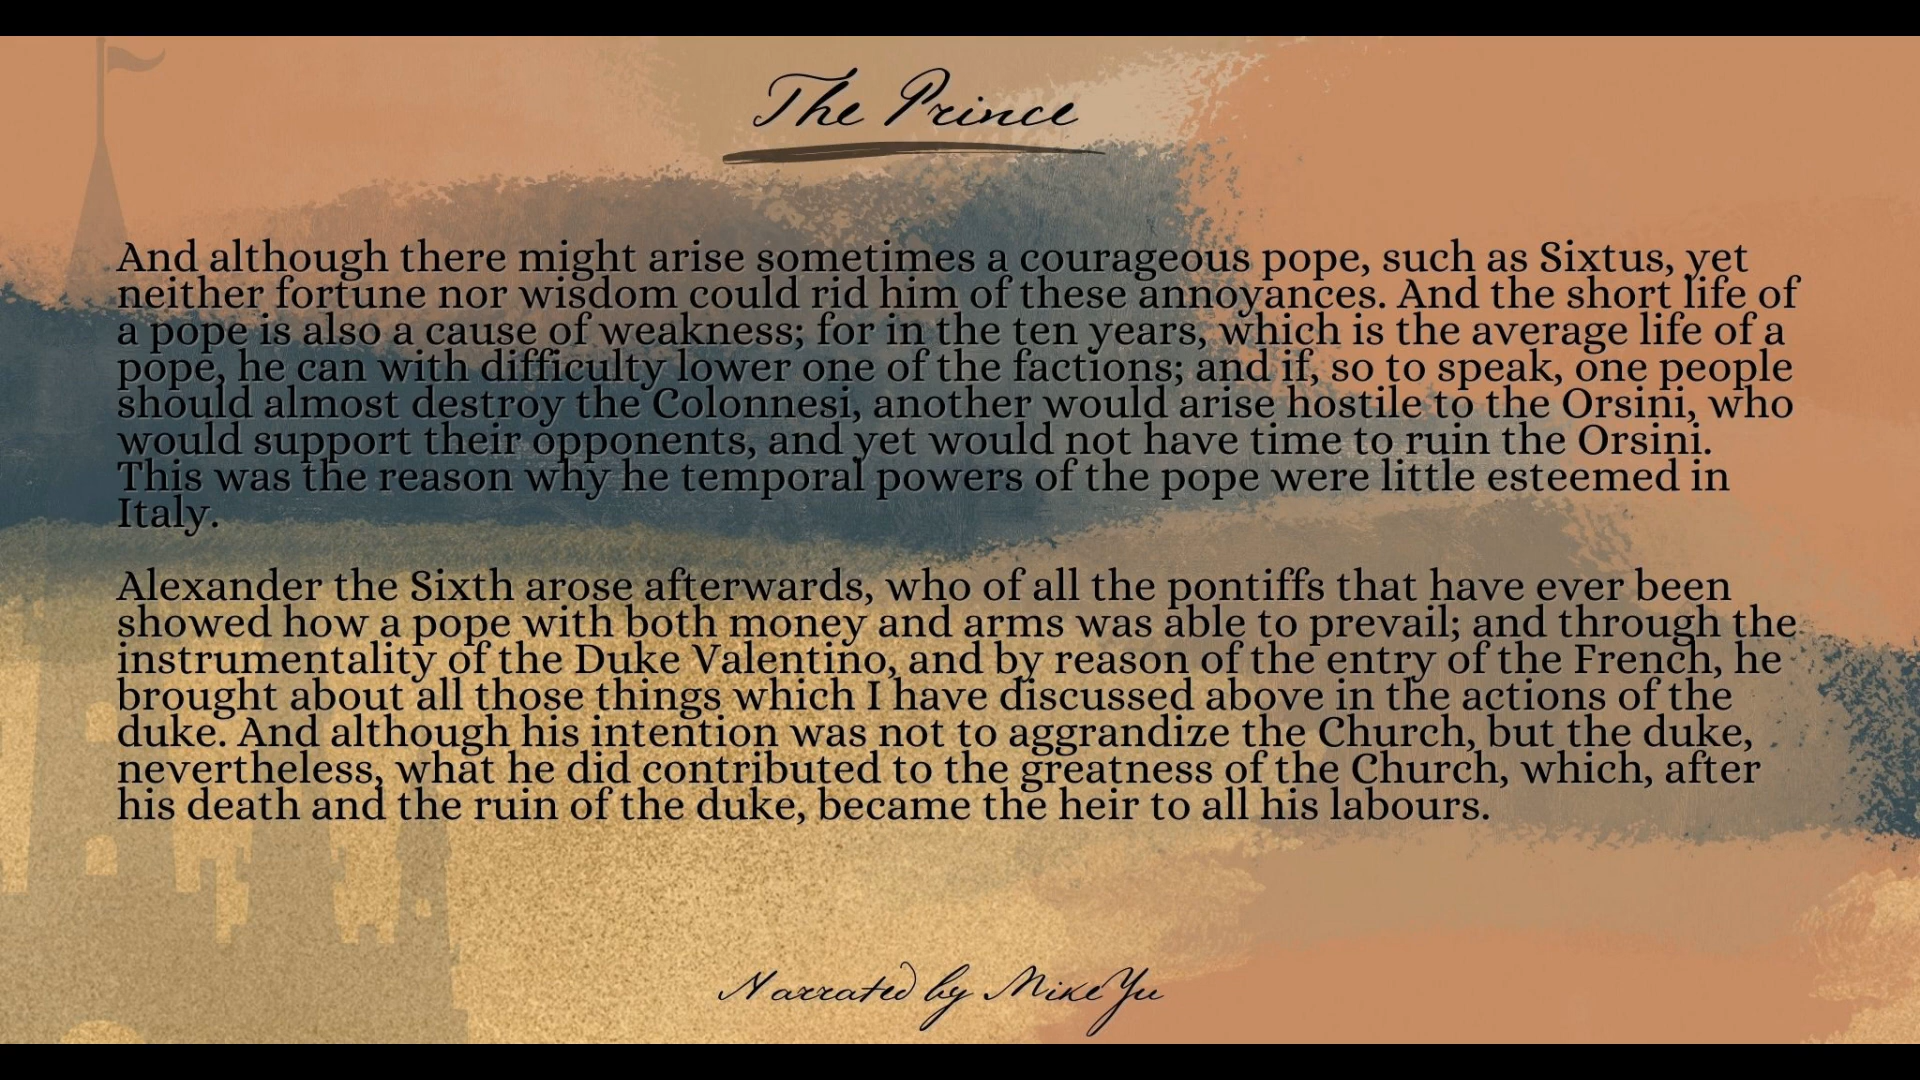 The Prince
And although there might arise sometimes a courageous pope, such as Sixtus, yet
neither fortune nor wisdom could rid him of these annoyances. And the short life of
a pope is also a cause of weakness; for in the ten years, which is the average life of a
pope, he can with difficulty lower one of the factions; and if, so to speak, one people
should almost destroy the Colonnesi, another would arise hostile to the Orsini, who
would support their opponents, and yet would not have time to ruin the Orsini.
This was the reason why he temporal powers of the pope were little esteemed in
Italy.
Alexander the Sixth arose afterwards, who of all the pontiffs that have ever been
showed how a pope with both money and arms was able to prevail; and through the
instrumentality of the Duke Valentino, and by reason of the entry of the French, he
brought about all those things which I have discussed above in the actions of the
duke. And although his intention was not to aggrandize the Church, but the duke,
nevertheless, what he did contributed to the greatness of the Church, which, after
his death and the ruin of the duke, became the heir to all his labours.
Narrated by Mike Yu